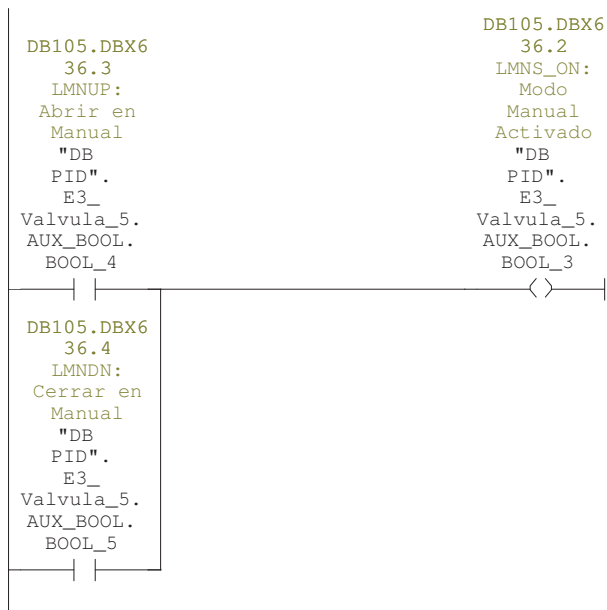 DB105.DBX6
36.3
LMNUP:
Abrir en
Manual
"DB
PID".
E3_
Valvula_5.
AUX_BOOL.
BOOL_4
DB105.DBX6
36.2
LMNS_ON:
Modo
Manual
Activado
"DB
PID".
E3_
Valvula_5.
AUX_BOOL.
BOOL_3
DB105.DBX6
36.4
LMNDN:
Cerrar en
Manual
"DB
PID".
E3_
Valvula_5.
AUX_BOOL.
BOOL_5